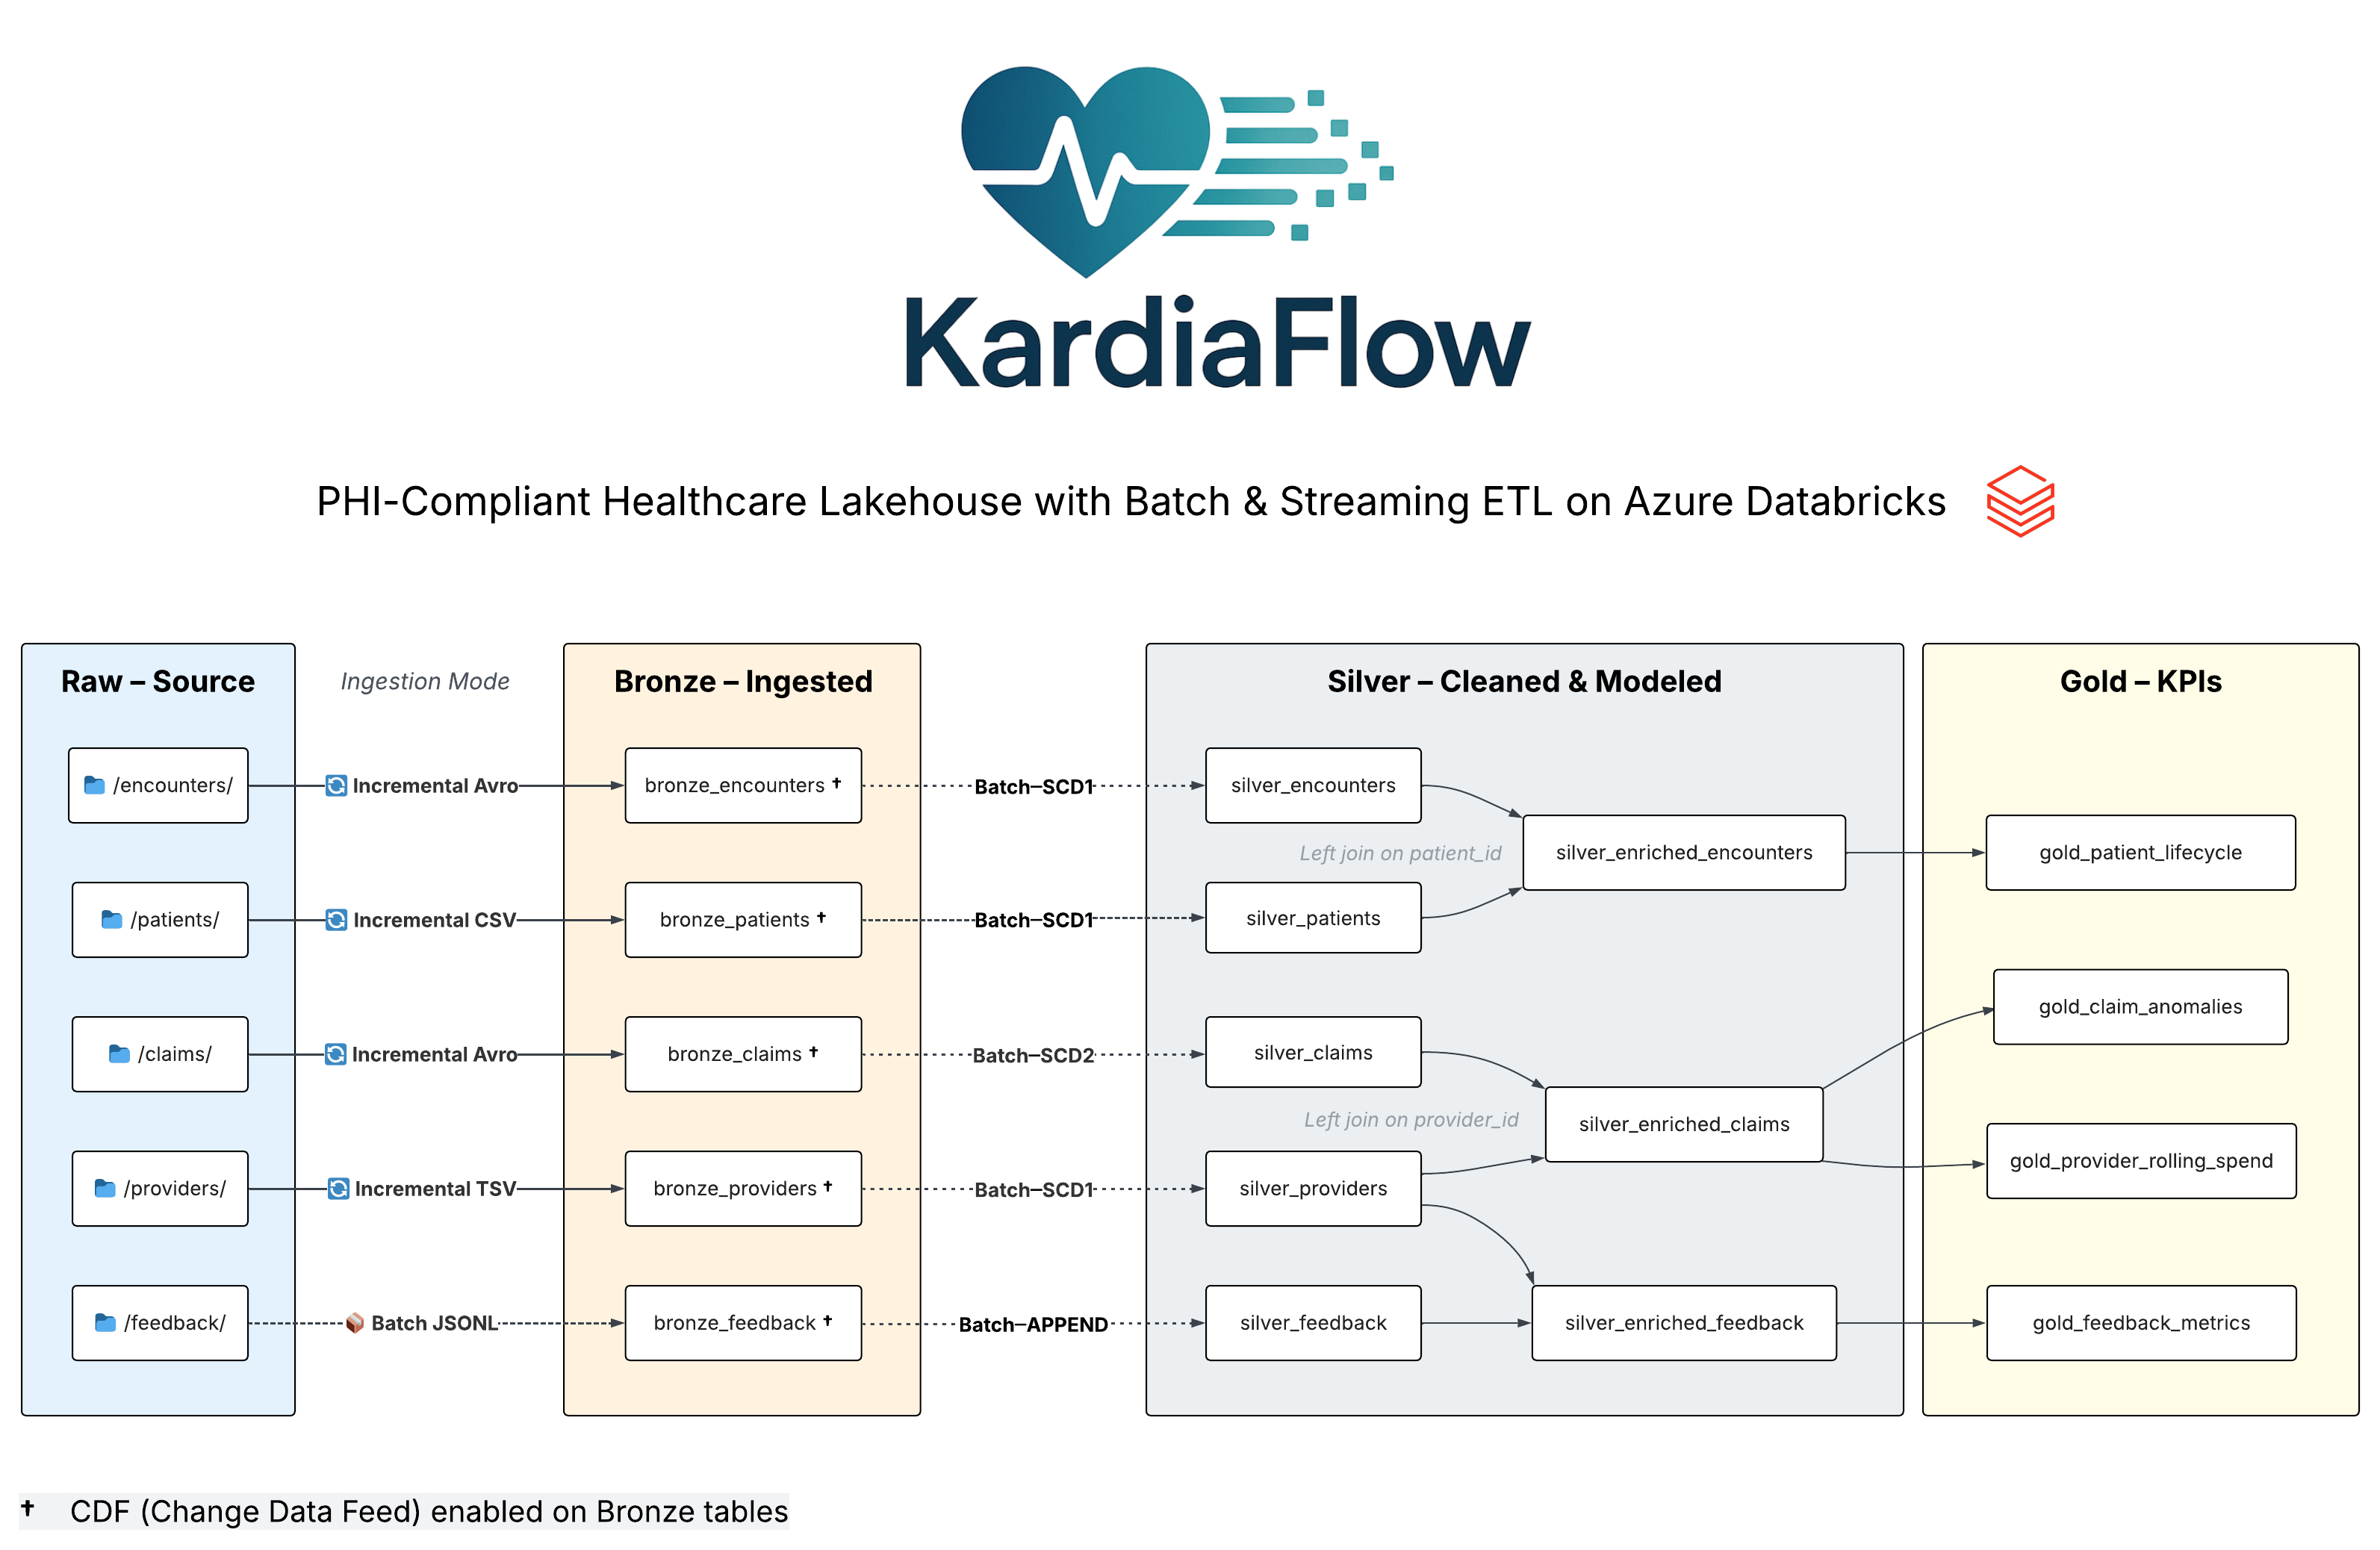 KardiaFlow
PHI-Compliant Healthcare Lakehouse with Batch & Streaming ETL on Azure Databricks
Raw – Source
Ingestion Mode
Bronze – Ingested
Silver – Cleaned & Modeled
Gold – KPIs
/encounters/
Incremental Avro
bronze_encounters †
Batch–SCD1
silver_encounters
Left join on patient_id
silver_enriched_encounters
gold_patient_lifecycle
/patients/
Incremental CSV
bronze_patients †
Batch–SCD1
silver_patients
gold_claim_anomalies
/claims/
Incremental Avro
bronze_claims †
Batch–SCD2
silver_claims
Left join on provider_id
silver_enriched_claims
gold_provider_rolling_spend
/providers/
Incremental TSV
bronze_providers †
Batch–SCD1
silver_providers
/feedback/
Batch JSONL
bronze_feedback †
Batch–APPEND
silver_feedback
silver_enriched_feedback
gold_feedback_metrics
† CDF (Change Data Feed) enabled on Bronze tables